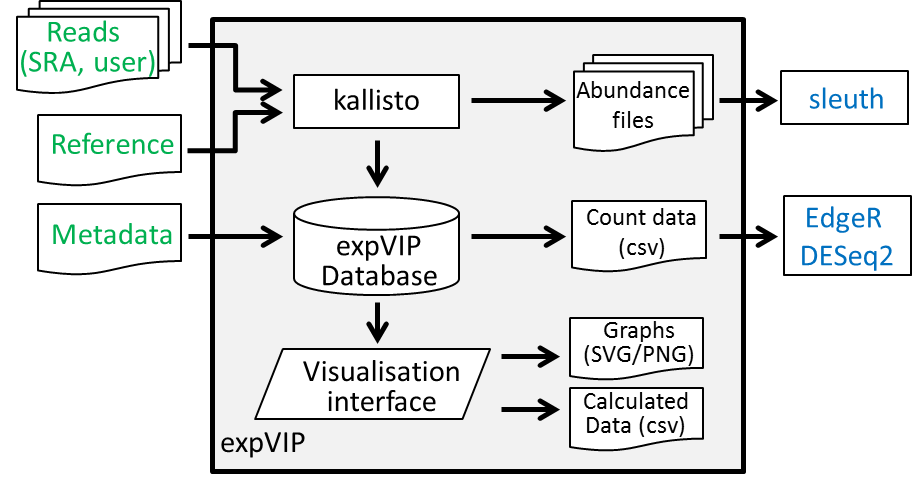 Reads
(SRA, user)
Reference
Metadata
kallisto
expVIP
Database
Visualisation
interface
expVIP
Abundance
files
Count data
(csv)
Graphs
(SVG/PNG)
Calculated
Data (csv)
sleuth
EdgeR
DESeq2